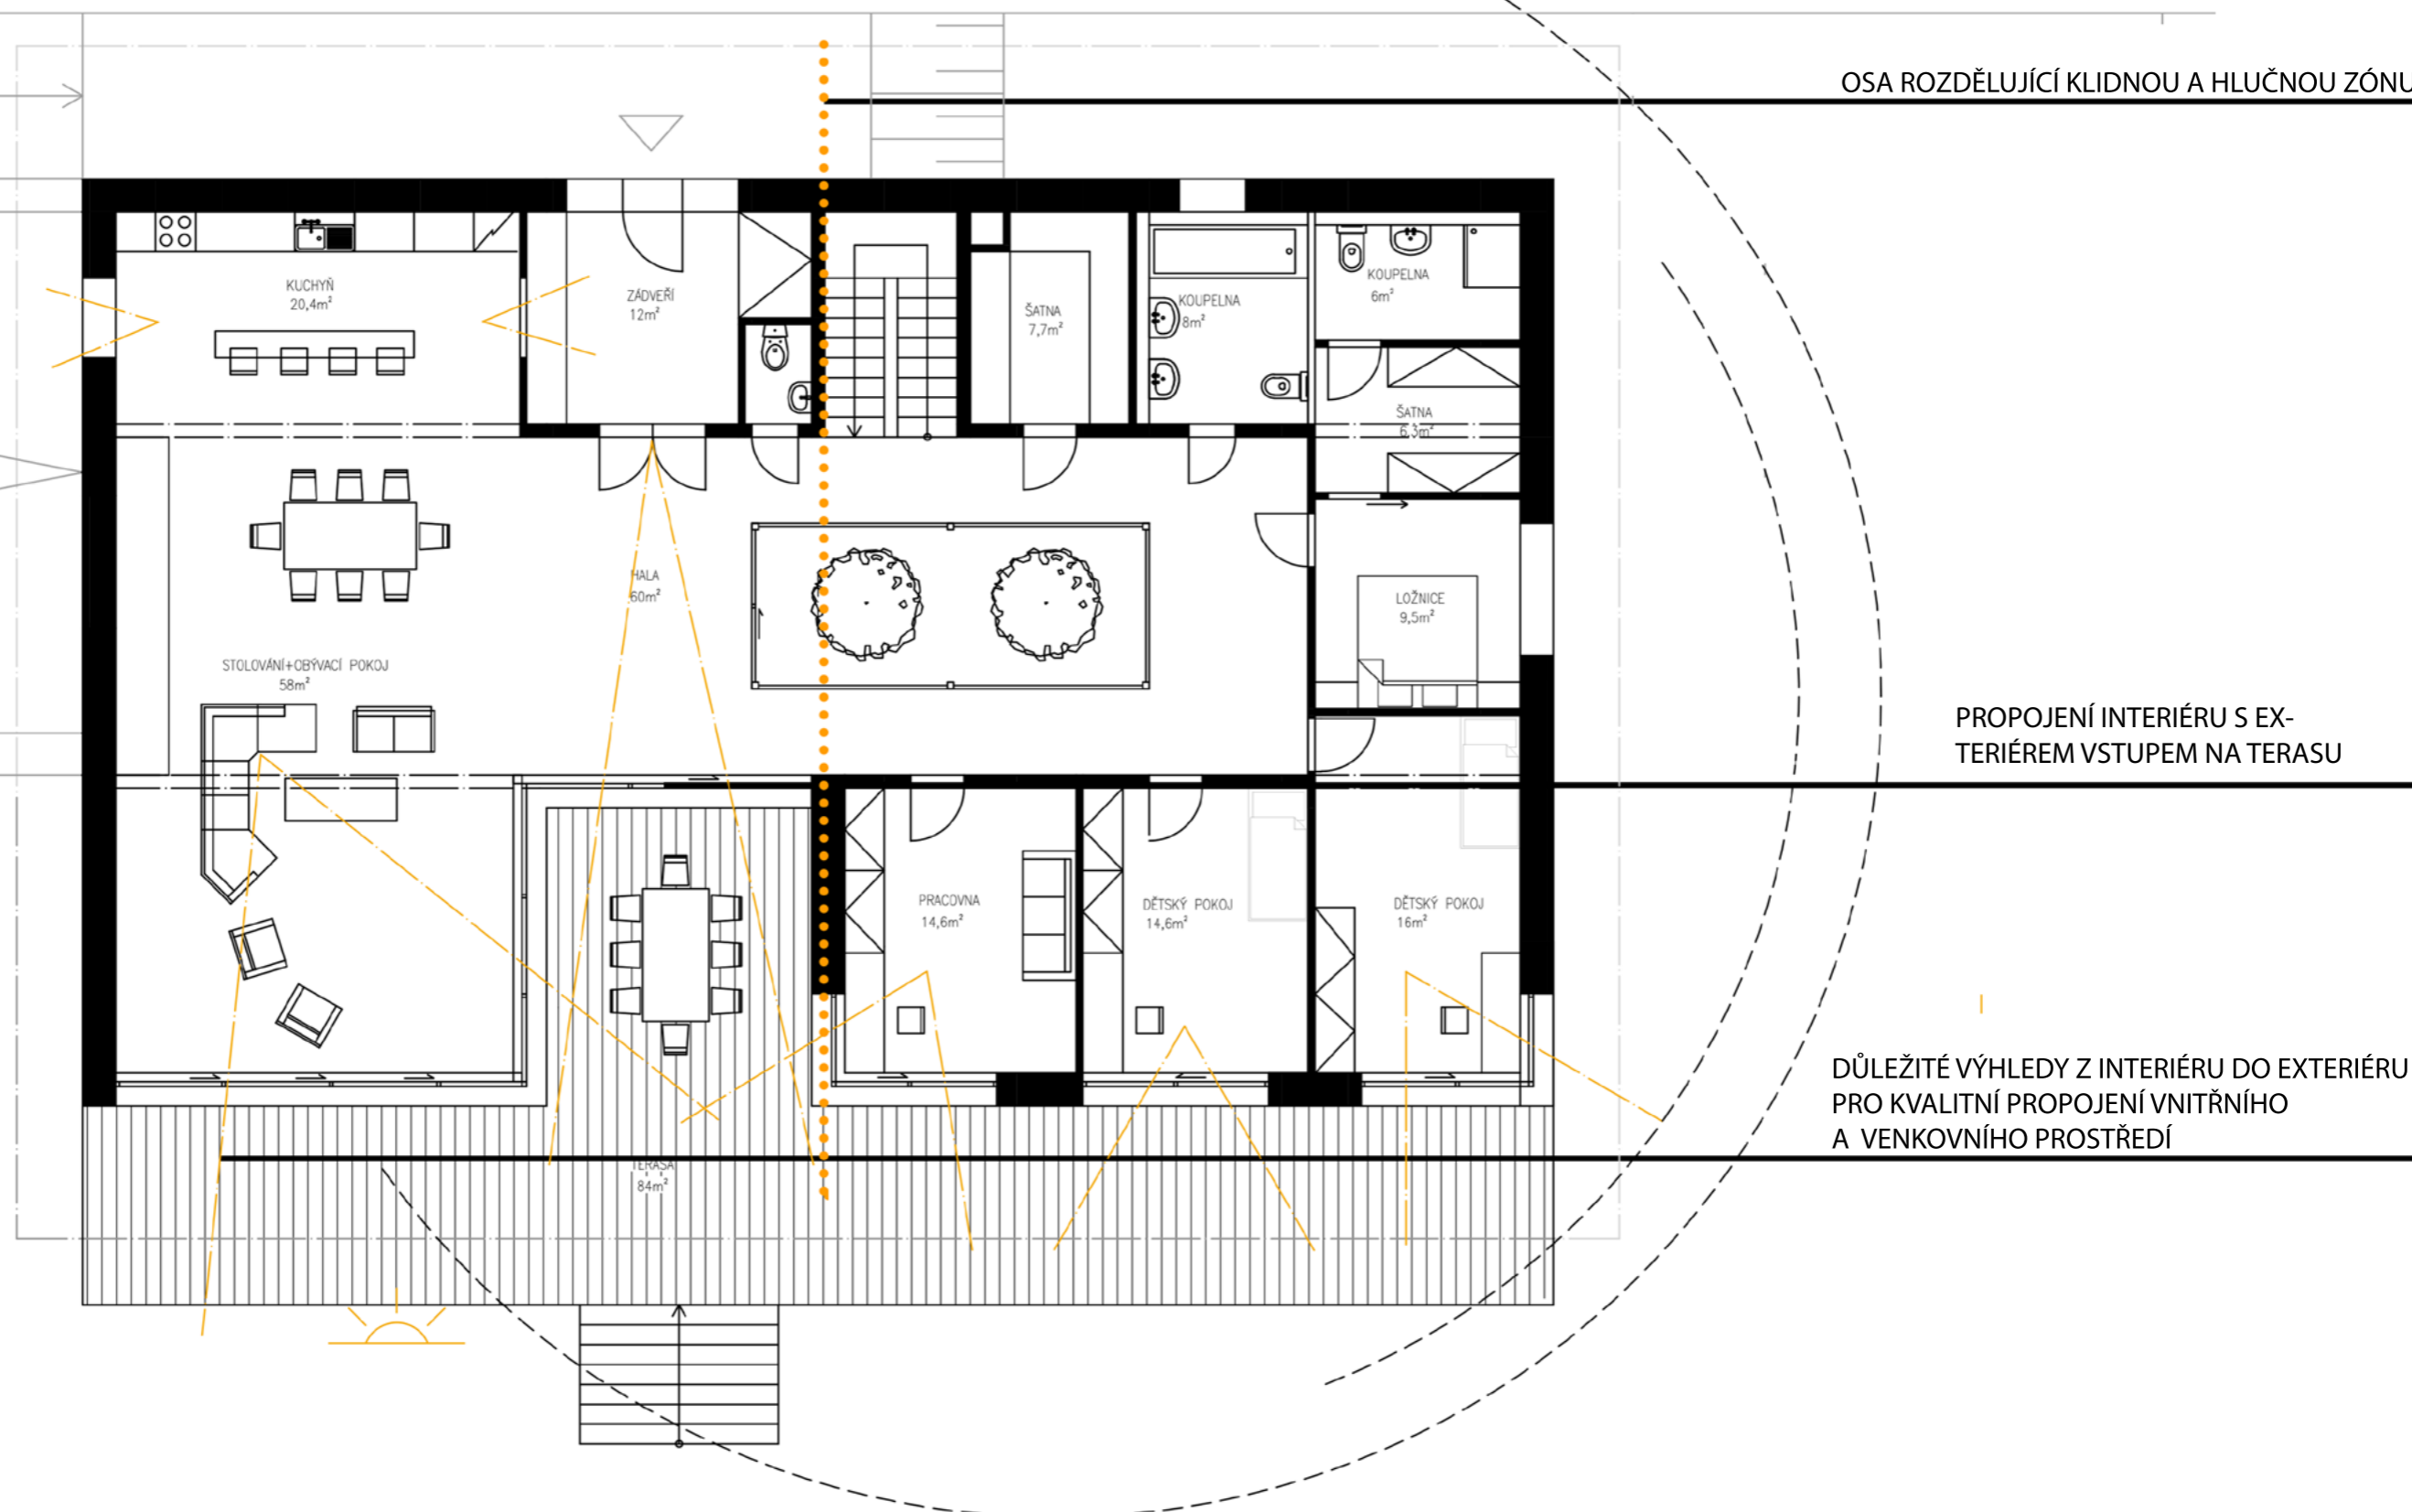 OSA ROZDĚLUJÍCÍ KLIDNOU A HLUČNOU ZÓNU
KUCHYŇ
20,4m²
ZÁDVEŘÍ
12m²
ŠATNA
7,7m²
KOUPELNA
8m²
KOUPELNA
6m²
ŠATNA
6,3m²
HALA
60m²
LOŽNICE
9,5m²
STOLOVÁNÍ+OBÝVACÍ POKOJ
58m²
PROPOJENÍ INTERIÉRU S EX-
TERIÉREM VSTUPEM NA TERASU
PRACOVNA
14,6m²
DĚTSKÝ POKOJ
14,6m²
DĚTSKÝ POKOJ
16m²
DŮLEŽITÉ VÝHLEDY Z INTERIÉRU DO EXTERIÉRU
PRO KVALITNÍ PROPOJENÍ VNITŘNÍHO
A VENKOVNÍHO PROSTŘEDÍ
TERASA
84m²